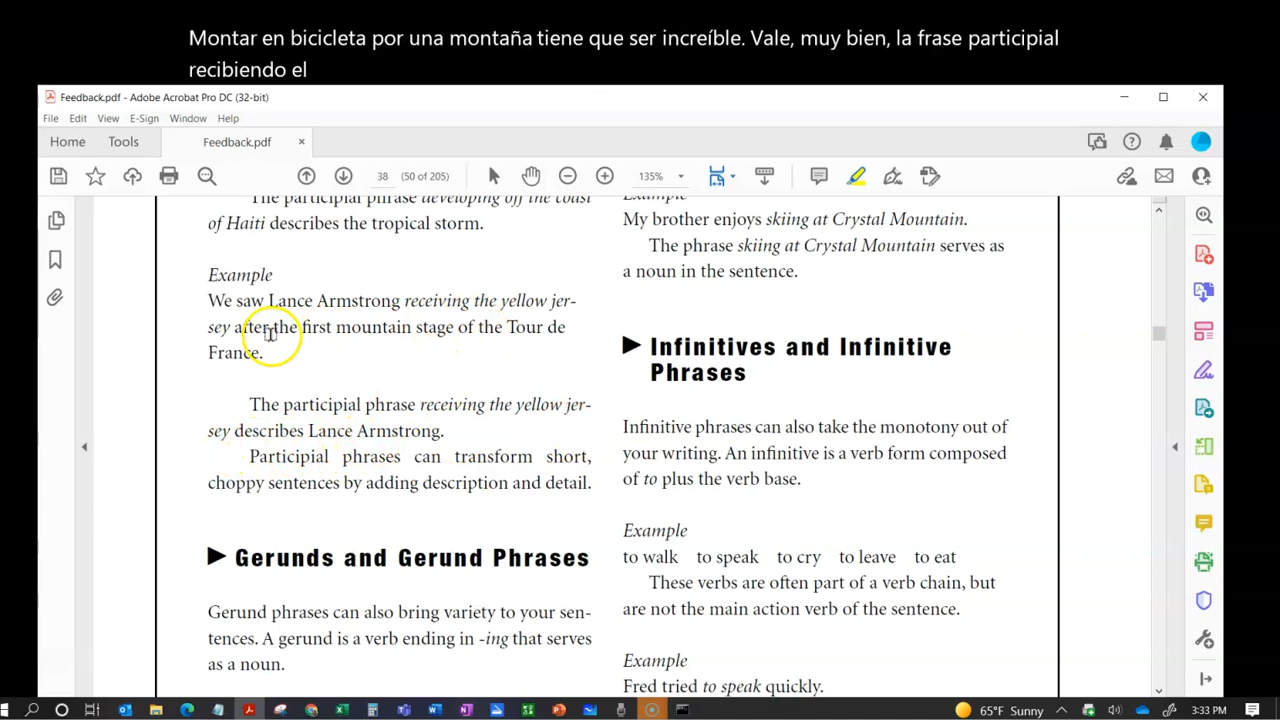 Montar en bicicleta por una montaña tiene que ser increíble. Vale, muy bien, la frase participial
recibiendo el
Feedback.pdf - Adobe Acrobat Pro DC (32-bit)
File Edit View E-Sign Window Help
Home Tools Feedback.pdf ×
38 (50 of 205) 135%
The participial phrase developing off the coast
of Haiti describes the tropical storm.
Example
We saw Lance Armstrong receiving the yellow jer-
sey after the first mountain stage of the Tour de
France.
The participial phrase receiving the yellow jer-
sey describes Lance Armstrong.
Participial phrases can transform short,
choppy sentences by adding description and detail.
Gerunds and Gerund Phrases
Gerund phrases can also bring variety to your sen-
tences. A gerund is a verb ending in -ing that serves
as a noun.
Example
My brother enjoys skiing at Crystal Mountain.
The phrase skiing at Crystal Mountain serves as
a noun in the sentence.
Infinitives and Infinitive
Phrases
Infinitive phrases can also take the monotony out of
your writing. An infinitive is a verb form composed
of to plus the verb base.
Example
to walk to speak to cry to leave to eat
These verbs are often part of a verb chain, but
are not the main action verb of the sentence.
Example
Fred tried to speak quickly.
65°F Sunny 3:33 PM